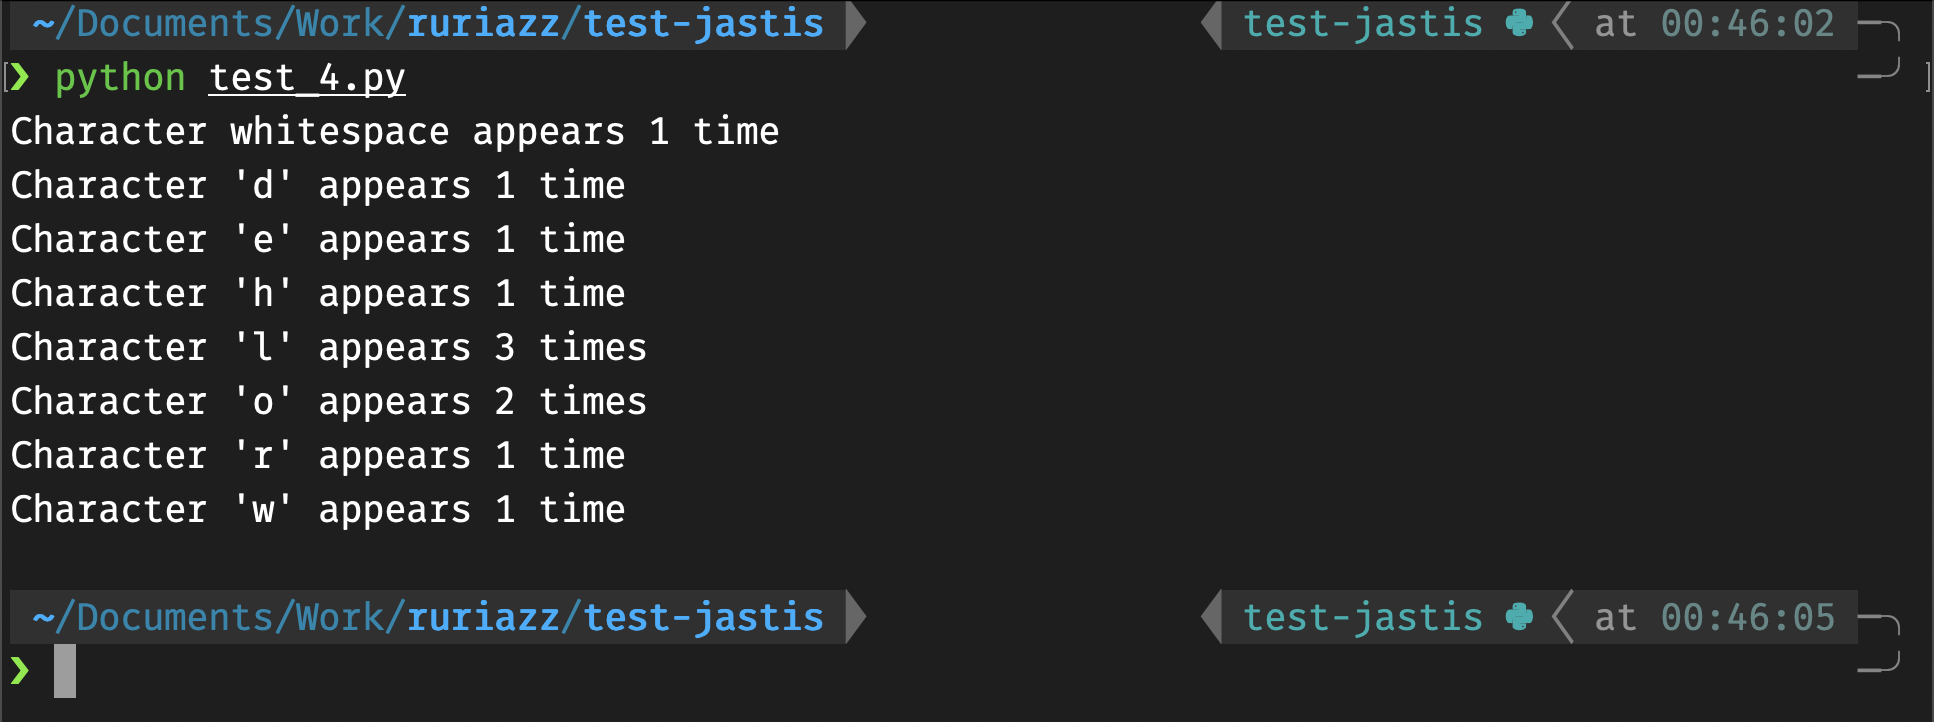 ~/Documents/Work/ruriazz/test-jastis test-jastis at 00:46:02
❯ python test_4.py
Character whitespace appears 1 time
Character 'd' appears 1 time
Character 'e' appears 1 time
Character 'h' appears 1 time
Character 'l' appears 3 times
Character 'o' appears 2 times
Character 'r' appears 1 time
Character 'w' appears 1 time
~/Documents/Work/ruriazz/test-jastis test-jastis at 00:46:05
❯